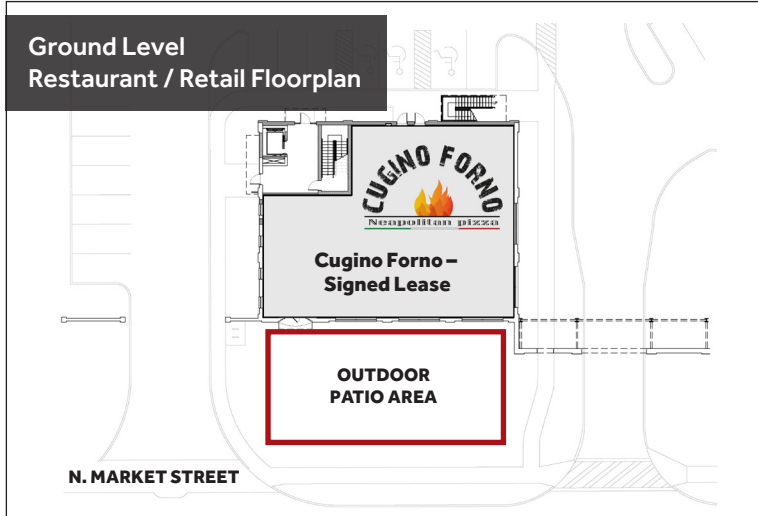 Ground Level
Restaurant / Retail Floorplan
CUGINO FORNO
Neapolitan pizza
Cugino Forno –
Signed Lease
OUTDOOR
PATIO AREA
N. MARKET STREET